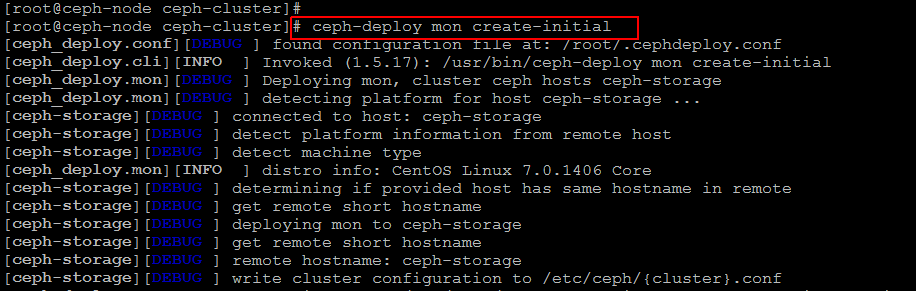 [root@ceph-node ceph-cluster]#
[root@ceph-node ceph-cluster]# ceph-deploy mon create-initial
[ceph_deploy.conf][DEBUG ] found configuration file at: /root/.cephdeploy.conf
[ceph_deploy.cli][INFO  ] Invoked (1.5.17): /usr/bin/ceph-deploy mon create-initial
[ceph_deploy.mon][DEBUG ] Deploying mon, cluster ceph hosts ceph-storage
[ceph_deploy.mon][DEBUG ] detecting platform for host ceph-storage ...
[ceph-storage][DEBUG ] connected to host: ceph-storage
[ceph-storage][DEBUG ] detect platform information from remote host
[ceph-storage][DEBUG ] detect machine type
[ceph_deploy.mon][INFO  ] distro info: CentOS Linux 7.0.1406 Core
[ceph-storage][DEBUG ] determining if provided host has same hostname in remote
[ceph-storage][DEBUG ] get remote short hostname
[ceph-storage][DEBUG ] deploying mon to ceph-storage
[ceph-storage][DEBUG ] get remote short hostname
[ceph-storage][DEBUG ] remote hostname: ceph-storage
[ceph-storage][DEBUG ] write cluster configuration to /etc/ceph/{cluster}.conf